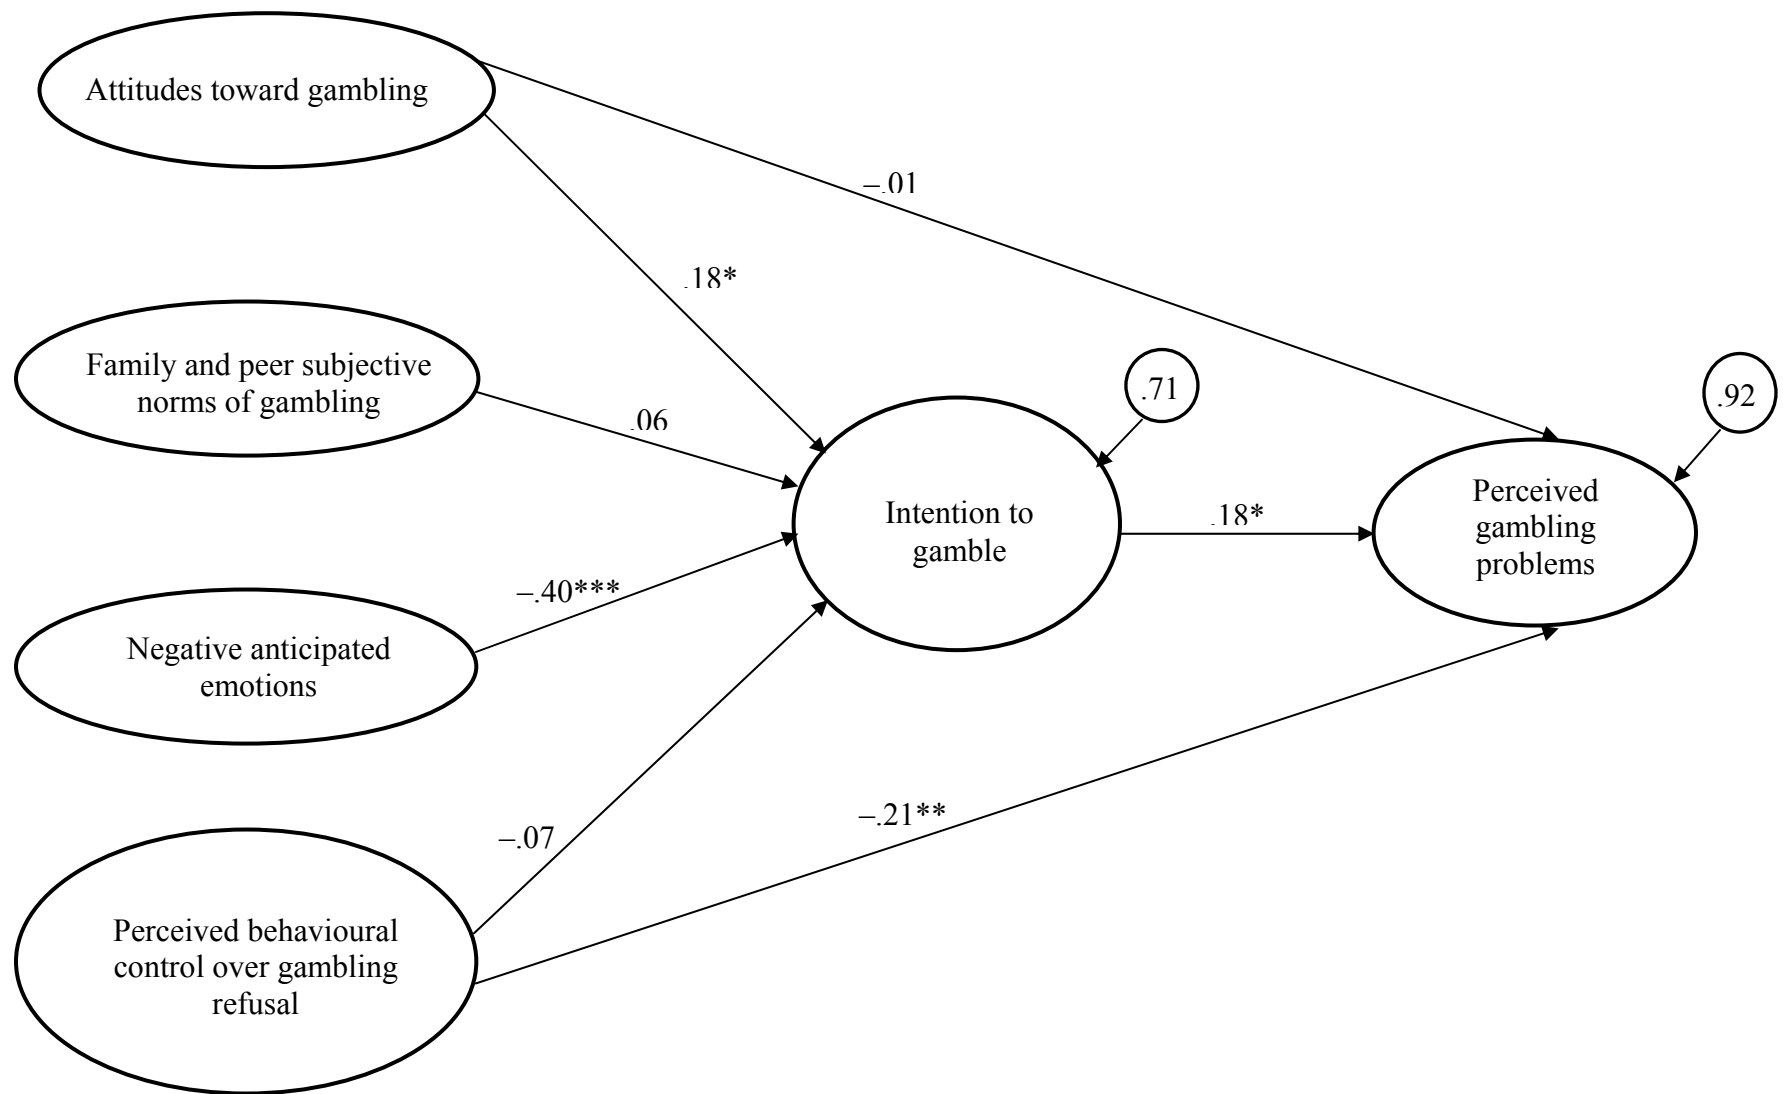 Attitudes toward gambling
–.01
.18*
Family and peer subjective
norms of gambling
.06
.71
.92
Intention to
gamble
.18*
Perceived
gambling
problems
–.40***
Negative anticipated
emotions
–.07
–.21**
Perceived behavioural
control over gambling
refusal